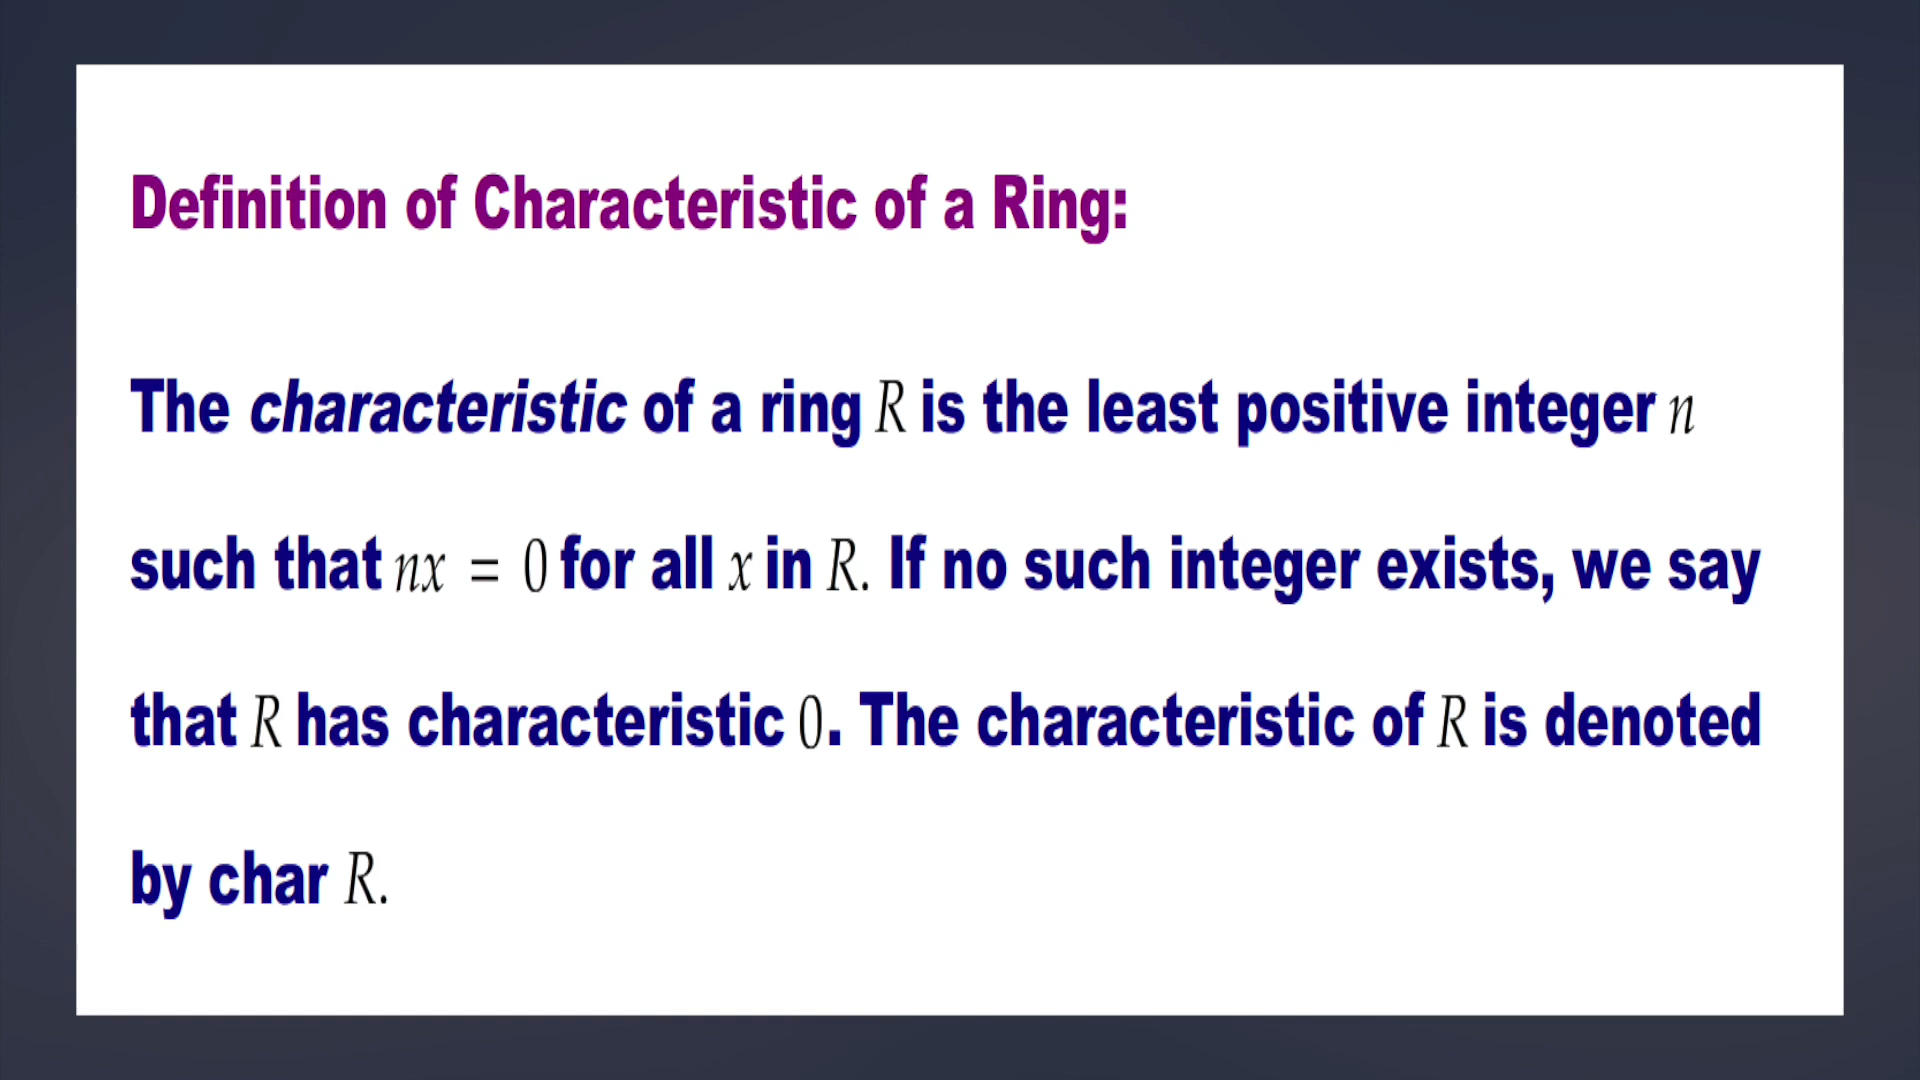 Definition of Characteristic of a Ring:
The characteristic of a ring R is the least positive integer n
such that nx = 0 for all x in R. If no such integer exists, we say
that R has characteristic 0. The characteristic of R is denoted
by char R.